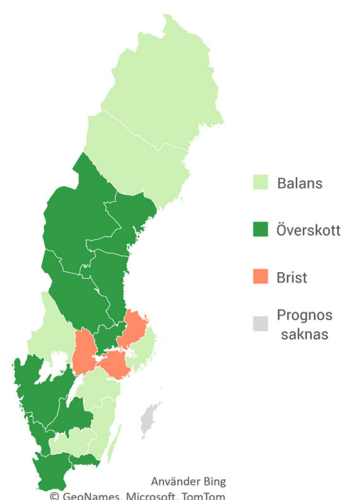 Balans
Överskott
Brist
Prognos
saknas
Använder Bing
© GeoNames, Microsoft, TomTom